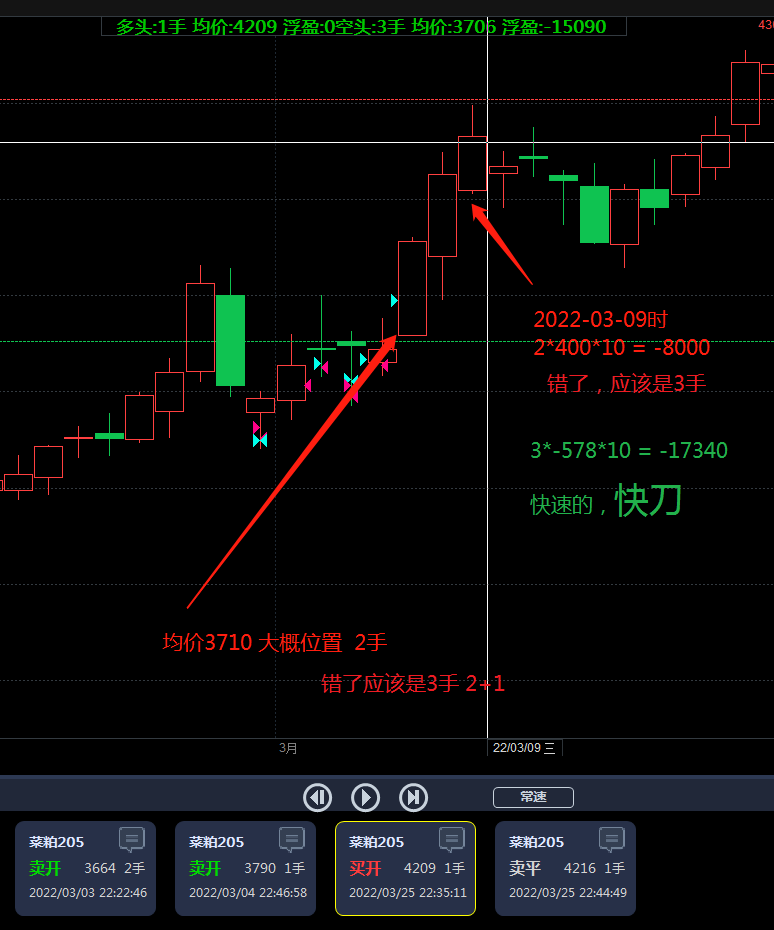 多头:1手 均价:4209 浮盈:0空头:3手 均价:3706 浮盈:-15090
2022-03-09时
2*400*10 = -8000
错了，应该是3手
3*-578*10 = -17340
快速的，快刀
均价3710 大概位置 2手
错了应该是3手 2+1
3月
22/03/09 三
常速
菜粕205
卖开 3664 2手
2022/03/03 22:22:46
菜粕205
卖开 3790 1手
2022/03/04 22:46:58
菜粕205
买开 4209 1手
2022/03/25 22:35:11
菜粕205
卖平 4216 1手
2022/03/25 22:44:49